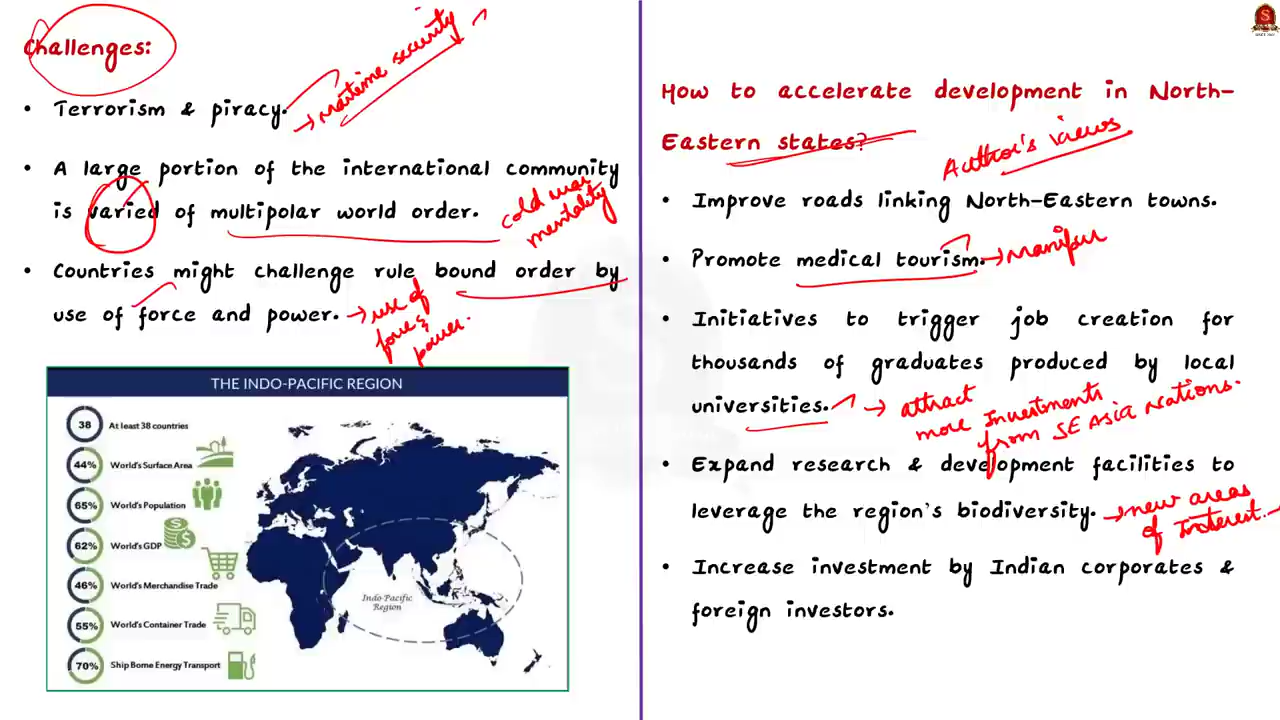 Challenges:
• Terrorism & piracy.
→ maritime security
• A large portion of the international community
is varied of multipolar world order.
cold war
mentality
• Countries might challenge rule bound order by
use of force and power.
→ use of
force &
power.
THE INDO-PACIFIC REGION
38 At least 38 countries
44% World's Surface Area
65% World's Population
62% World's GDP
46% World's Merchandise Trade
55% World's Container Trade
70% Ship Borne Energy Transport
Indo Pacific
Region
How to accelerate development in North-
Eastern states?
Author's views
• Improve roads linking North-Eastern towns.
• Promote medical tourism.
→ Manipur
• Initiatives to trigger job creation for
thousands of graduates produced by local
universities.
→ attract
more Investments
from SE Asia Nations.
• Expand research & development facilities to
leverage the region's biodiversity.
→ new areas
of Interest.
• Increase investment by Indian corporates &
foreign investors.